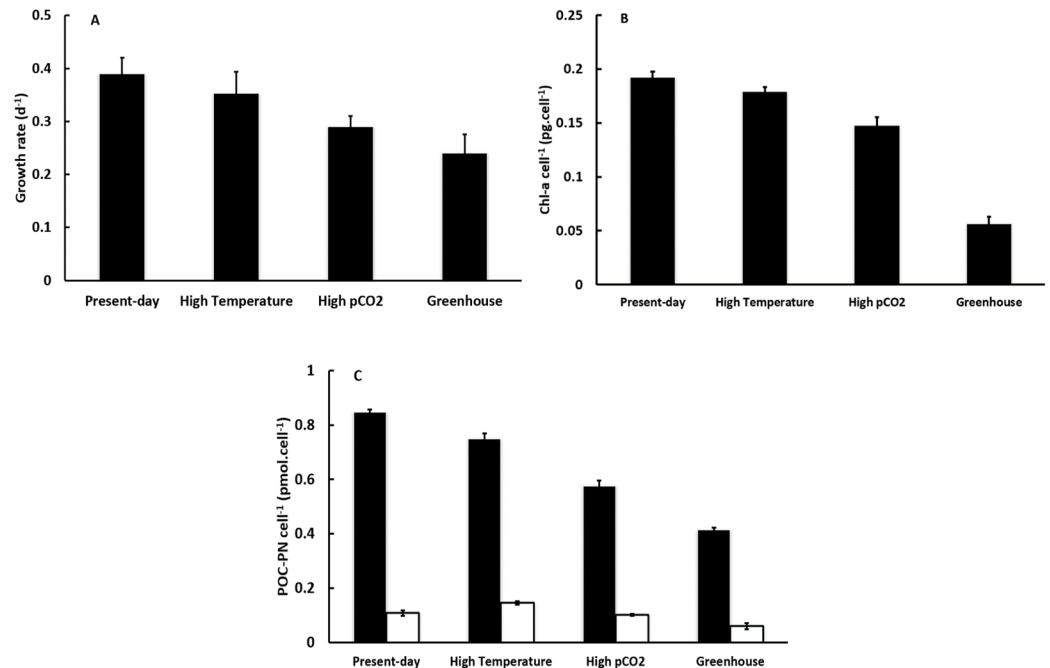 A
Growth rate (d⁻¹)
0.5
0.4
0.3
0.2
0.1
0
Present-day High Temperature High pCO2 Greenhouse
B
Chl-a cell⁻¹ (pg.cell⁻¹)
0.25
0.2
0.15
0.1
0.05
0
Present-day High Temperature High pCO2 Greenhouse
C
POC-PN cell⁻¹ (pmol.cell⁻¹)
1
0.8
0.6
0.4
0.2
0
Present-day High Temperature High pCO2 Greenhouse